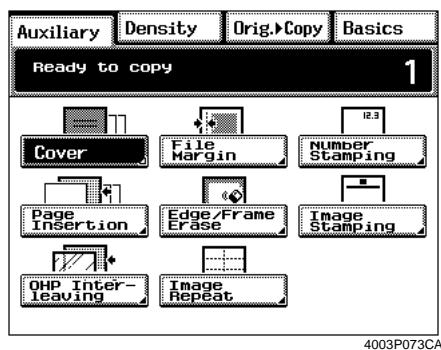 Auxiliary Density Orig.▶Copy Basics
Ready to copy 1
12.3
Cover File Margin Number Stamping
Page Insertion Edge/Frame Erase Image Stamping
OHP Inter-leaving Image Repeat
4003P073CA